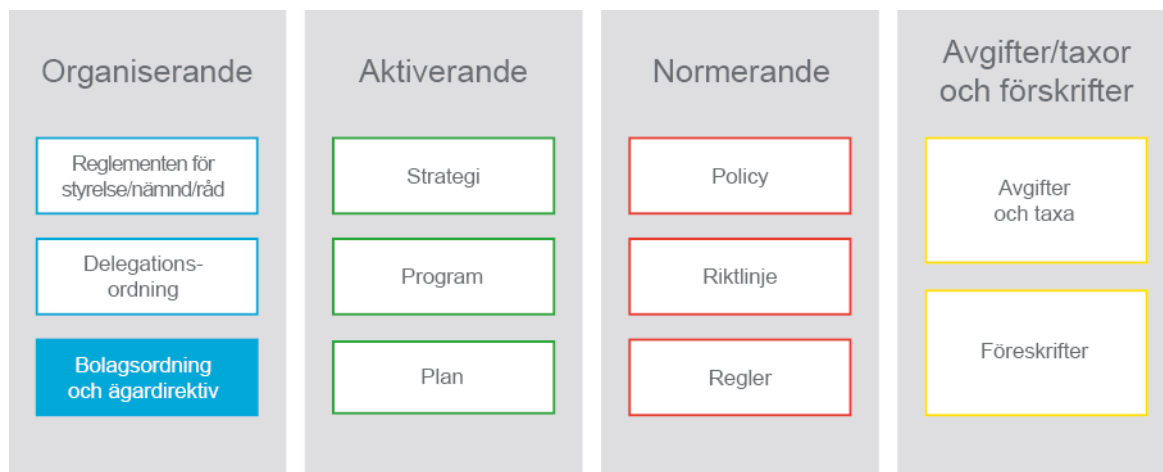 Organiserande
Reglementen för
styrelse/nämnd/råd
Delegations-
ordning
Bolagsordning
och ägardirektiv
Aktiverande
Strategi
Program
Plan
Normerande
Policy
Riktlinje
Regler
Avgifter/taxor
och förskrifter
Avgifter
och taxa
Föreskrifter